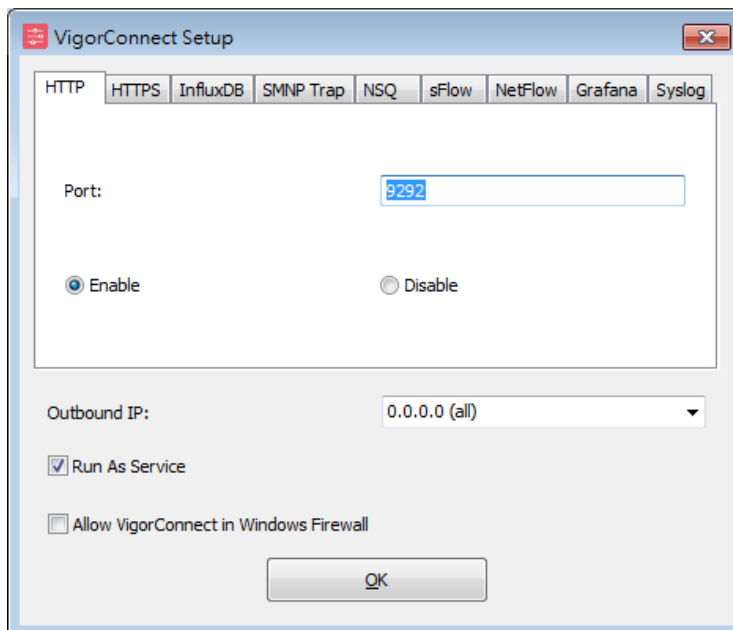 VigorConnect Setup
HTTP HTTPS InfluxDB SMNP Trap NSQ sFlow NetFlow Grafana Syslog
Port: 9292
Enable Disable
Outbound IP: 0.0.0.0 (all)
Run As Service
Allow VigorConnect in Windows Firewall
OK